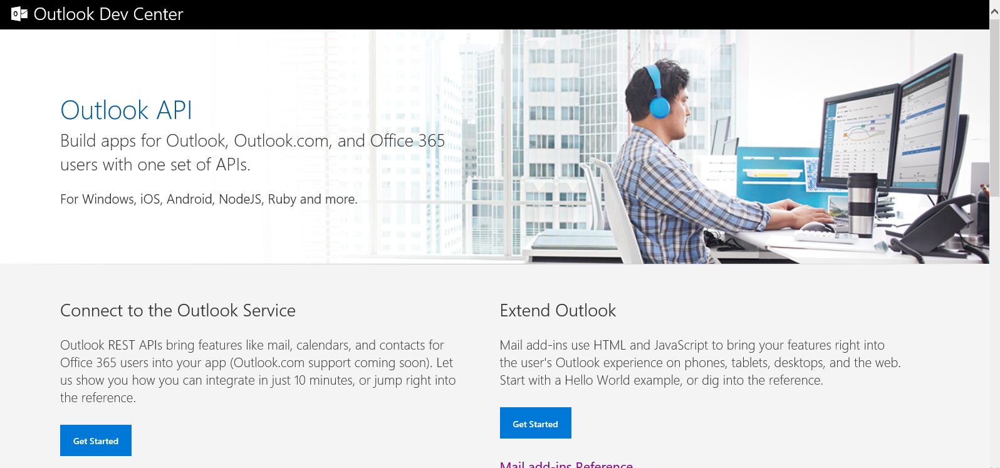 Outlook Dev Center
Outlook API
Build apps for Outlook, Outlook.com, and Office 365
users with one set of APIs.
For Windows, iOS, Android, NodeJS, Ruby and more.
Connect to the Outlook Service
Outlook REST APIs bring features like mail, calendars, and contacts for
Office 365 users into your app (Outlook.com support coming soon). Let
us show you how you can integrate in just 10 minutes, or jump right into
the reference.
Get Started
Extend Outlook
Mail add-ins use HTML and JavaScript to bring your features right into
the user's Outlook experience on phones, tablets, desktops, and the web.
Start with a Hello World example, or dig into the reference.
Get Started
Mail add-ins Reference